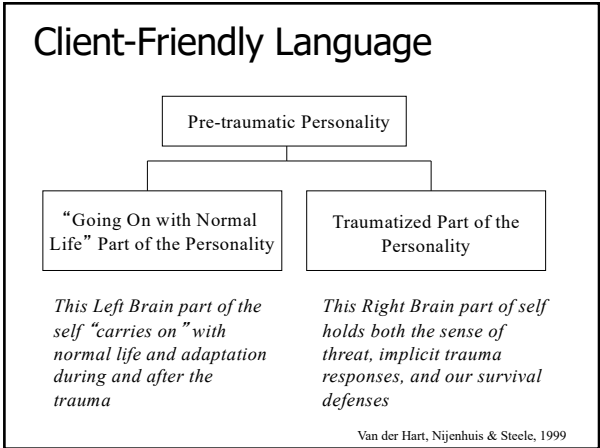 Client-Friendly Language
Pre-traumatic Personality
“Going On with Normal
Life” Part of the Personality
Traumatized Part of the
Personality
This Left Brain part of the
self “carries on” with
normal life and adaptation
during and after the
trauma
This Right Brain part of self
holds both the sense of
threat, implicit trauma
responses, and our survival
defenses
Van der Hart, Nijenhuis & Steele, 1999